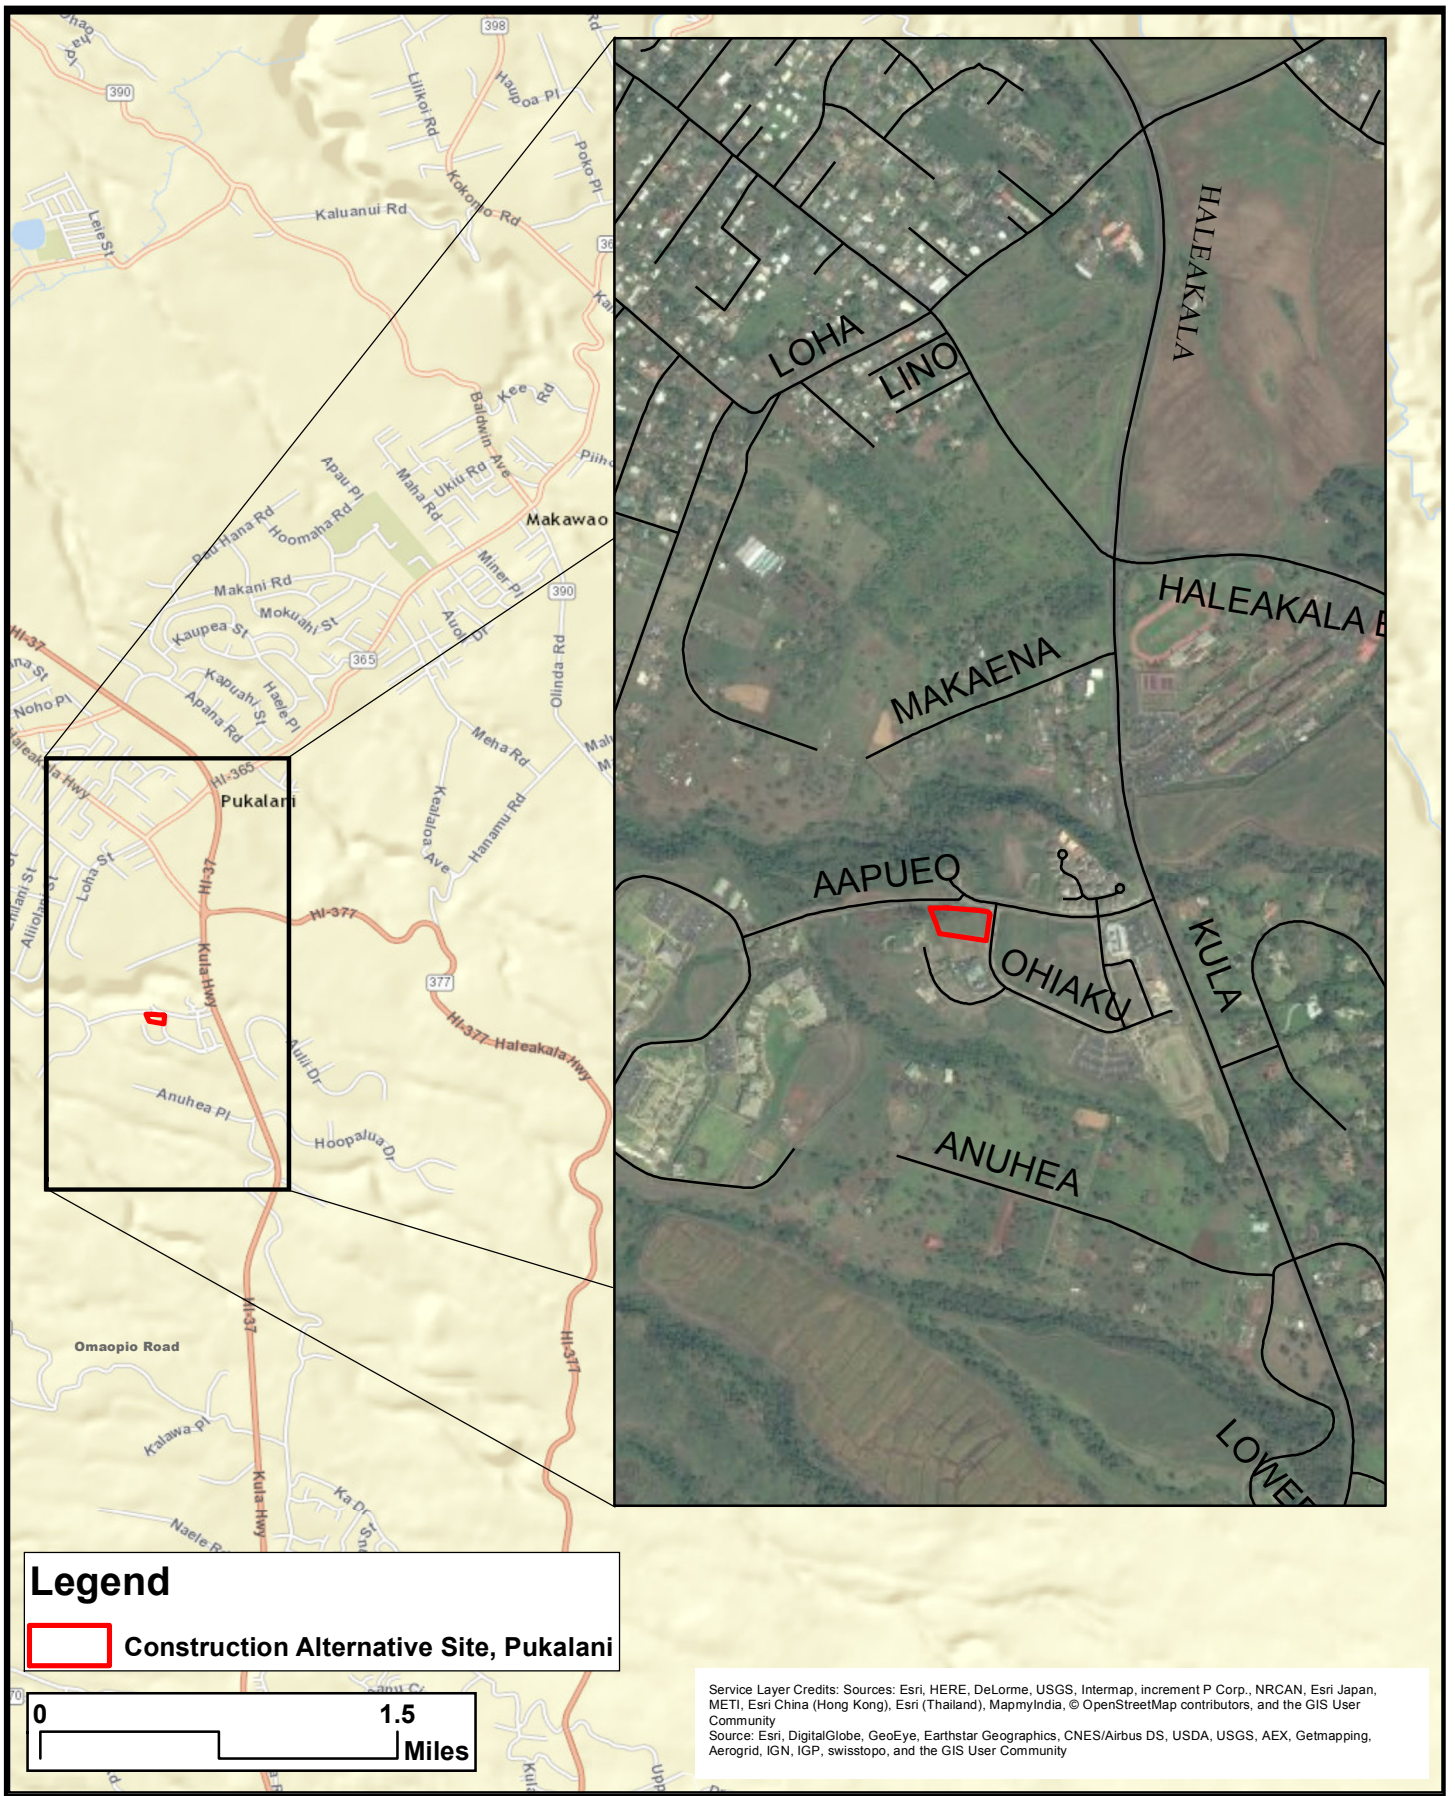 398
390
Lilikoi Rd
Haupoa Pl
Poko Pl
Kokomo Rd
Kaluanui Rd
Leie St
Kee Rd
Baldwin Ave
Apau Pl
Maha Rd
Ukiu Rd
Makawao
Pau Hana Rd
Hoomaha Rd
Miner Pl
Makani Rd
390
Mokuahi St
Auoli Dr
Kaupea St
HI-37
365
Olinda Rd
Kapuahi St
Haele Pl
Noho Pl
Apana Rd
Meha Rd
Haleakala Hwy
HI-365
Pukalani
Kealaloa Ave
Hanamu Rd
Loha St
HI-37
HI-377
Kula Hwy
377
HI-377 Haleakala Hwy
Aulii Dr
Anuhea Pl
Hoopalua Dr
HI-37
HI-377
Omaopio Road
Kalawa Pl
Kula Hwy
Ka Dr
Naele Rd
HALEAKALA
LOHA
LINO
HALEAKALA
MAKAENA
AAPUEO
KULA
OHIAKU
ANUHEA
LOWER
Legend
Construction Alternative Site, Pukalani
0 1.5
Miles
Service Layer Credits: Sources: Esri, HERE, DeLorme, USGS, Intermap, increment P Corp., NRCAN, Esri Japan,
METI, Esri China (Hong Kong), Esri (Thailand), MapmyIndia, © OpenStreetMap contributors, and the GIS User
Community
Source: Esri, DigitalGlobe, GeoEye, Earthstar Geographics, CNES/Airbus DS, USDA, USGS, AEX, Getmapping,
Aerogrid, IGN, IGP, swisstopo, and the GIS User Community